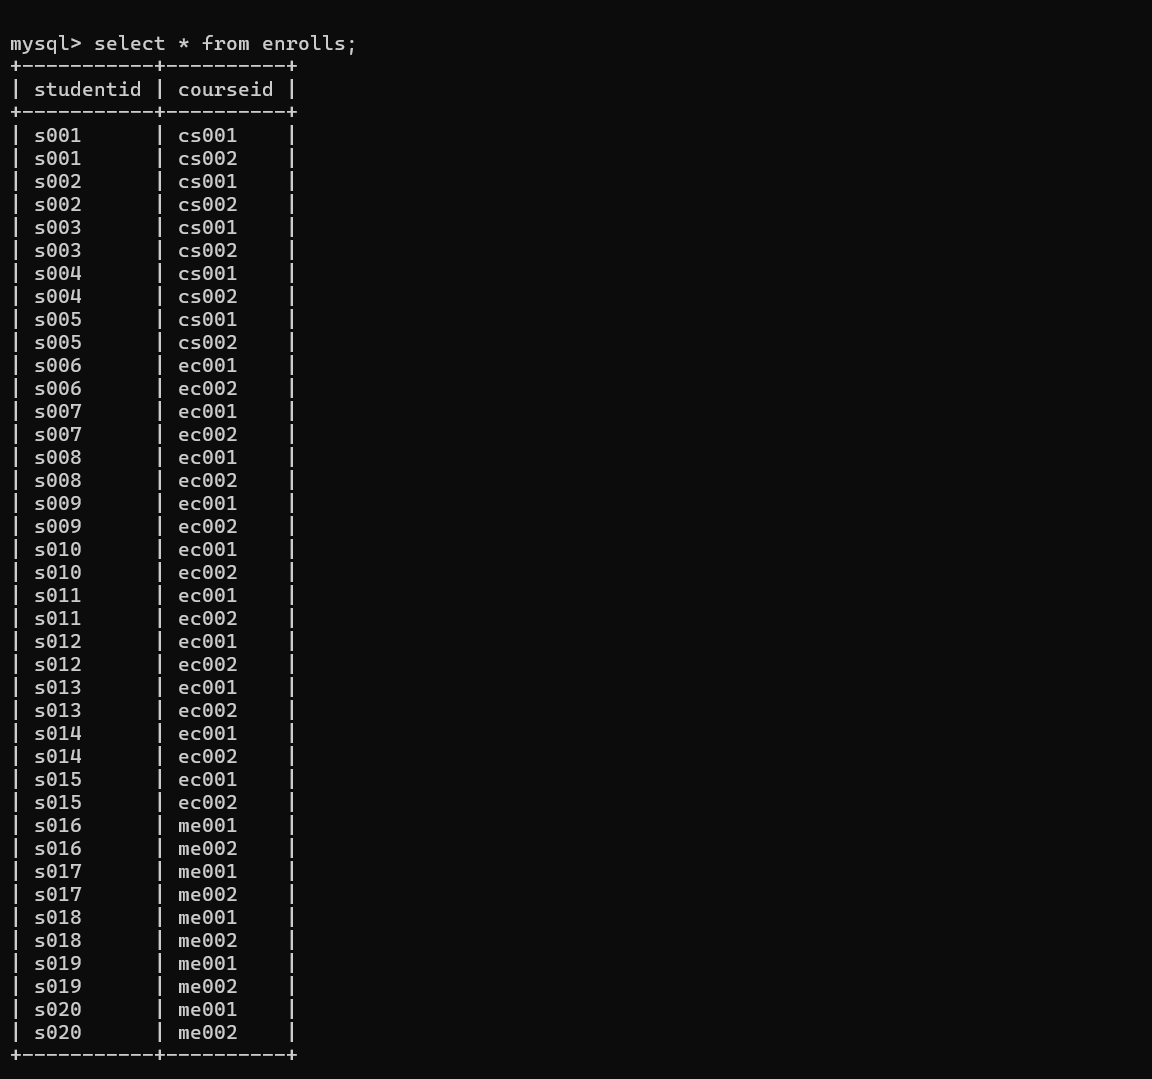 mysql> select * from enrolls;
+-----------+----------+
| studentid | courseid |
+-----------+----------+
| s001      | cs001    |
| s001      | cs002    |
| s002      | cs001    |
| s002      | cs002    |
| s003      | cs001    |
| s003      | cs002    |
| s004      | cs001    |
| s004      | cs002    |
| s005      | cs001    |
| s005      | cs002    |
| s006      | ec001    |
| s006      | ec002    |
| s007      | ec001    |
| s007      | ec002    |
| s008      | ec001    |
| s008      | ec002    |
| s009      | ec001    |
| s009      | ec002    |
| s010      | ec001    |
| s010      | ec002    |
| s011      | ec001    |
| s011      | ec002    |
| s012      | ec001    |
| s012      | ec002    |
| s013      | ec001    |
| s013      | ec002    |
| s014      | ec001    |
| s014      | ec002    |
| s015      | ec001    |
| s015      | ec002    |
| s016      | me001    |
| s016      | me002    |
| s017      | me001    |
| s017      | me002    |
| s018      | me001    |
| s018      | me002    |
| s019      | me001    |
| s019      | me002    |
| s020      | me001    |
| s020      | me002    |
+-----------+----------+